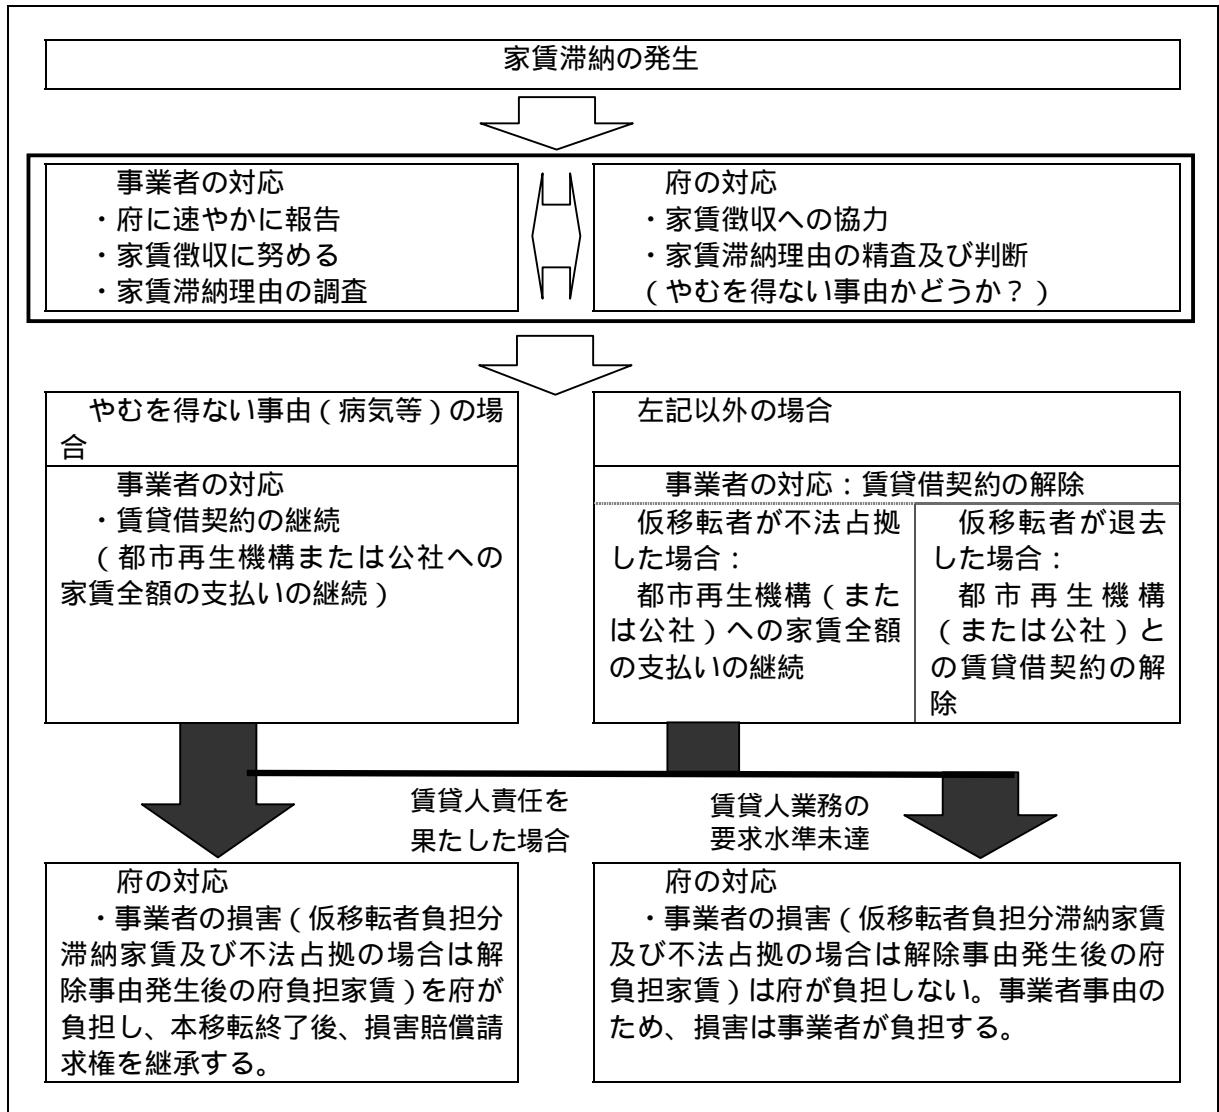 家賃滞納の発生
事業者の対応
・府に速やかに報告
・家賃徴収に努める
・家賃滞納理由の調査
府の対応
・家賃徴収への協力
・家賃滞納理由の精査及び判断
(やむを得ない事由かどうか?)
やむを得ない事由(病気等)の場
合
事業者の対応
・賃貸借契約の継続
(都市再生機構または公社への
家賃全額の支払いの継続)
左記以外の場合
事業者の対応:賃貸借契約の解除
仮移転者が不法占拠
した場合:
都市再生機構(また
は公社)への家賃全額
の支払いの継続
仮移転者が退去
した場合:
都市再生機構
(または公社)と
の賃貸借契約の解
除
賃貸人責任を
果たした場合
賃貸人業務の
要求水準未達
府の対応
・事業者の損害(仮移転者負担分
滞納家賃及び不法占拠の場合は解
除事由発生後の府負担家賃)を府が
負担し、本移転終了後、損害賠償請
求権を継承する。
府の対応
・事業者の損害(仮移転者負担分滞納家賃
及び不法占拠の場合は解除事由発生後の府
負担家賃)は府が負担しない。事業者事由の
ため、損害は事業者が負担する。